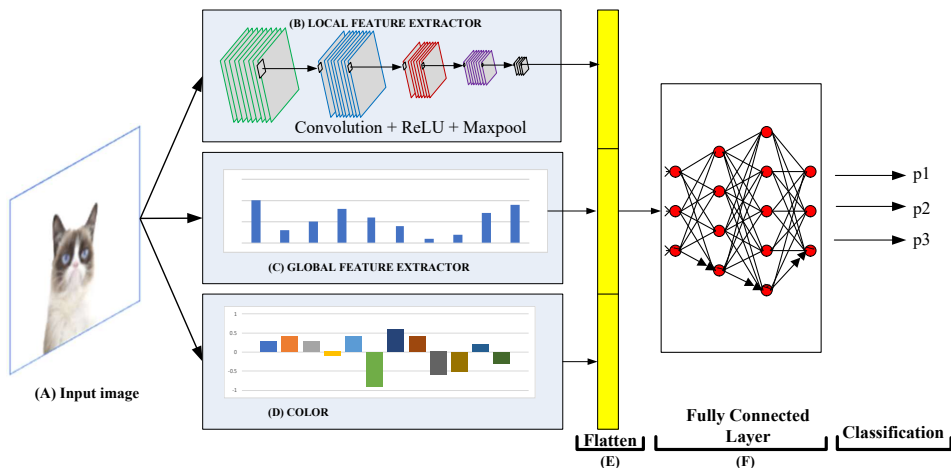 (B) LOCAL FEATURE EXTRACTOR
Convolution + ReLU + Maxpool
(C) GLOBAL FEATURE EXTRACTOR
1
0.5
0
-0.5
-1
(D) COLOR
(A) Input image
p1
p2
p3
Flatten
(E)
Fully Connected
Layer
(F)
Classification